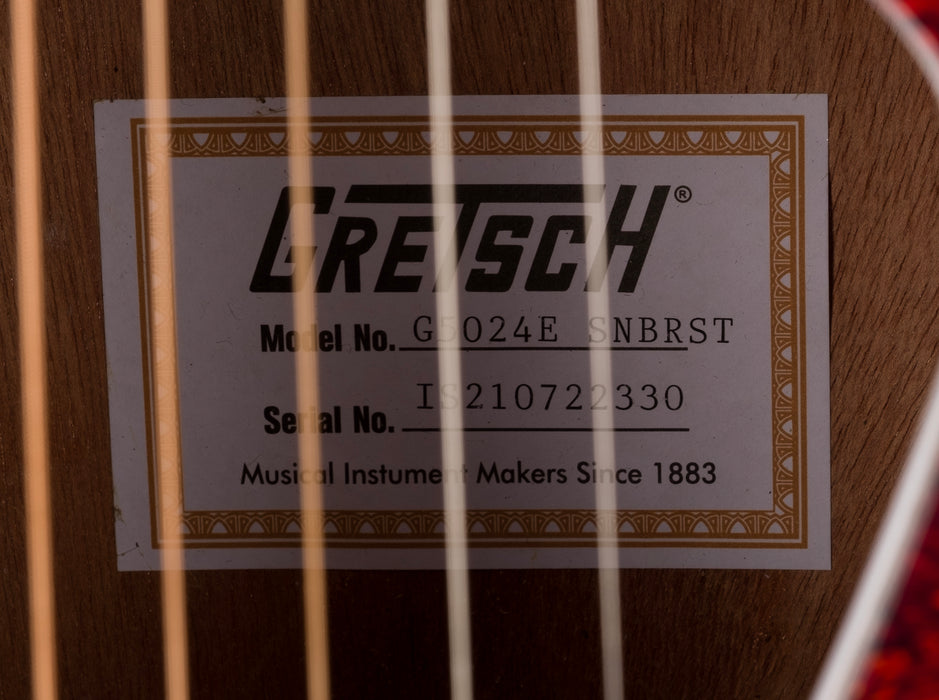 GRETSCH®
Model No. G5024E SNBRST
Serial No. IS210722330
Musical Instument Makers Since 1883